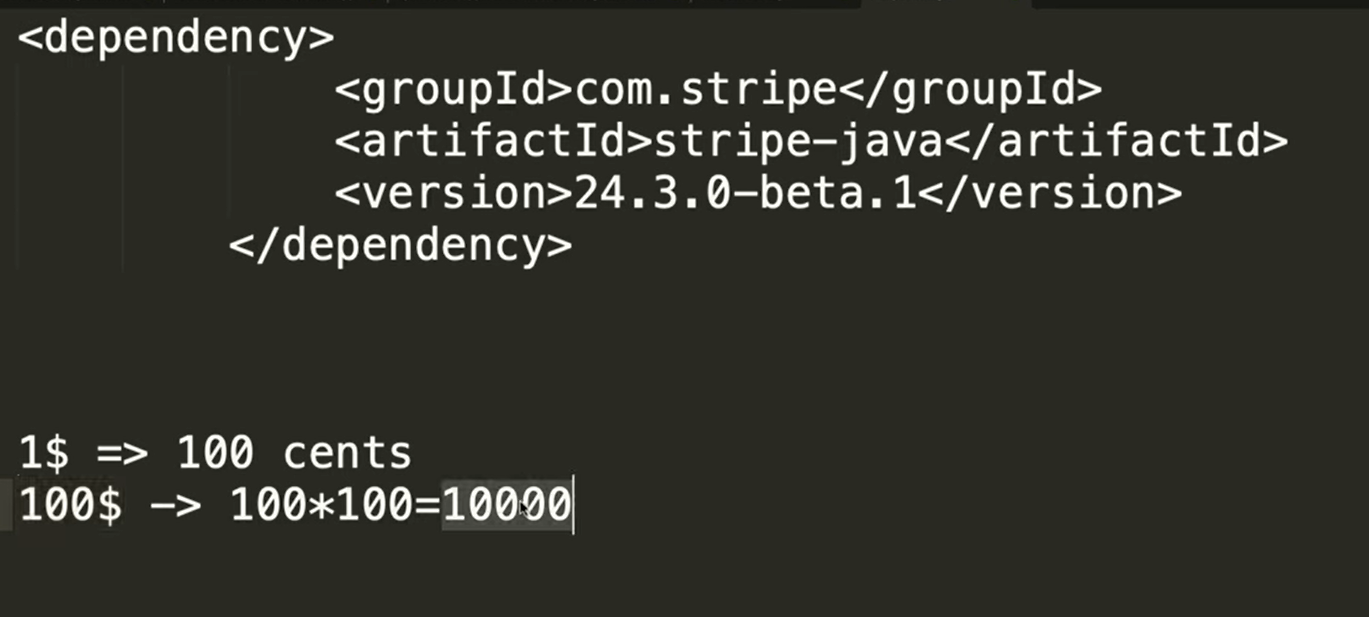 <dependency>
<groupId>com.stripe</groupId>
<artifactId>stripe-java</artifactId>
<version>24.3.0-beta.1</version>
</dependency>
1$ => 100 cents
100$ -> 100*100=10000